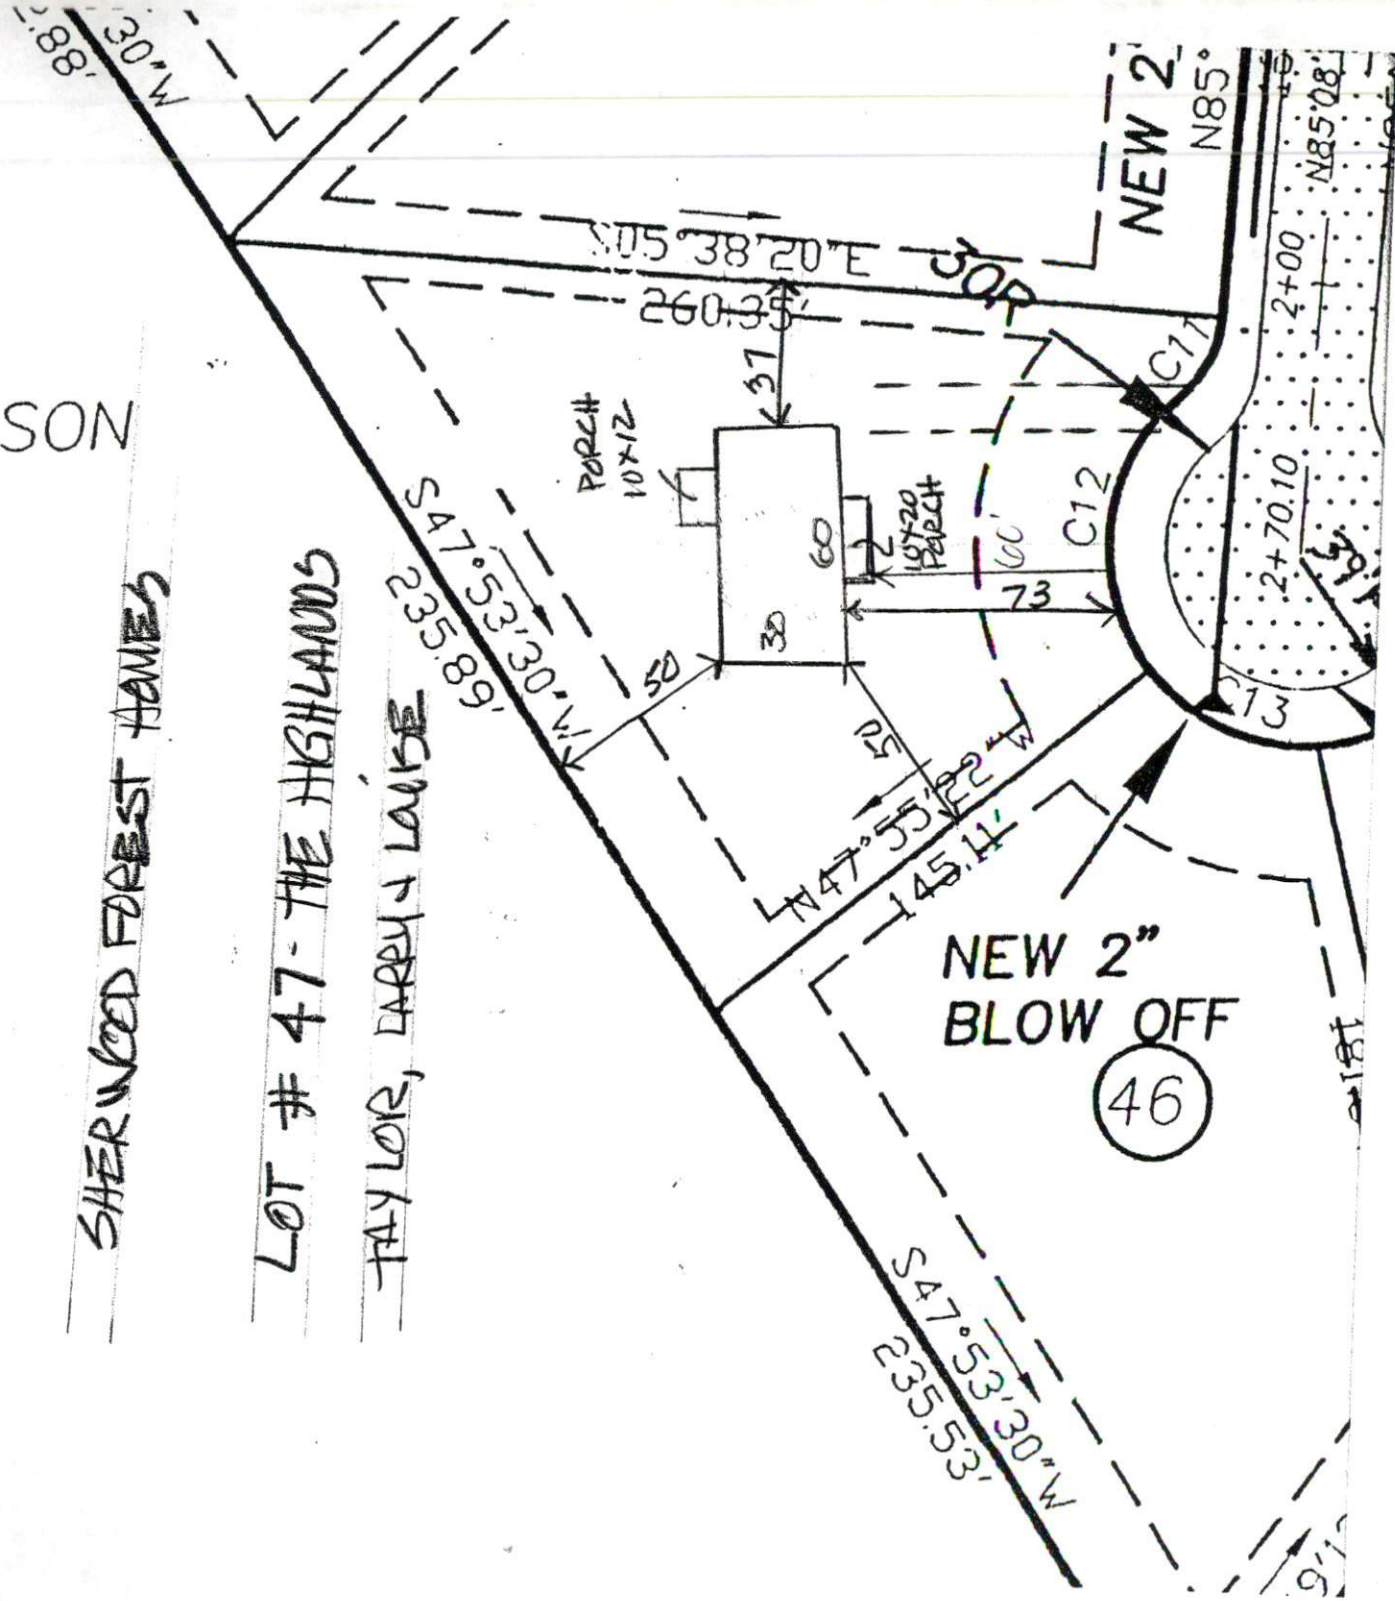 30"W
.88'
NEW 2
N85°
N85°08'
S05°38'20"E
260.35'
30R
C11
2+00
37
SON
PORCH
10X12
60
30
10X20
PORCH
60'
73
C12
2+70.10
C13
S47°53'30"W
235.89'
50
50
N47°55'22"W
145.11'
SHERWOOD FOREST HOMES
LOT # 47 - THE HIGHLANDS
TAYLOR, LARRY & LOUISE
NEW 2"
BLOW OFF
46
S47°53'30"W
235.53'